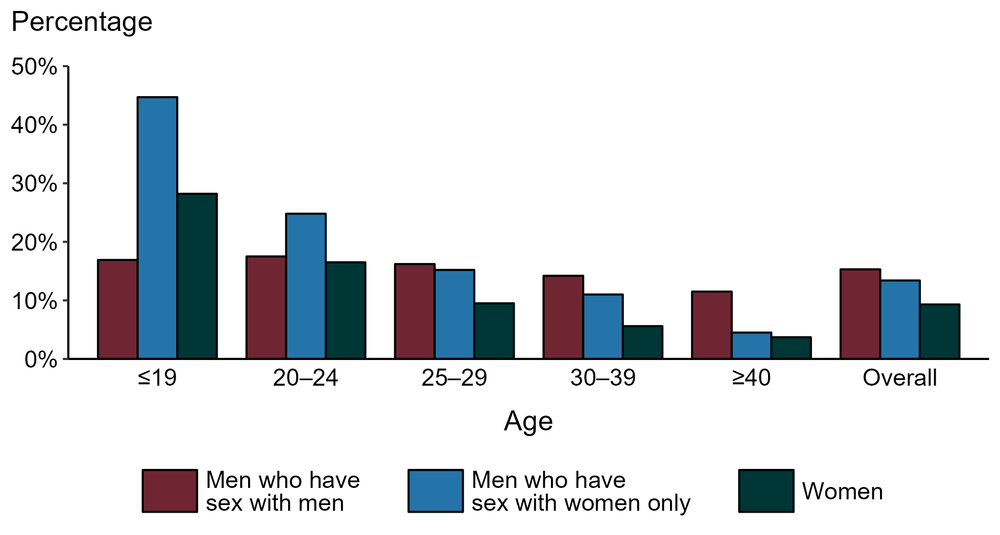 Percentage
50%
40%
30%
20%
10%
0%
≤19
20–24
25–29
30–39
≥40
Overall
Age
Men who have
sex with men
Men who have
sex with women only
Women